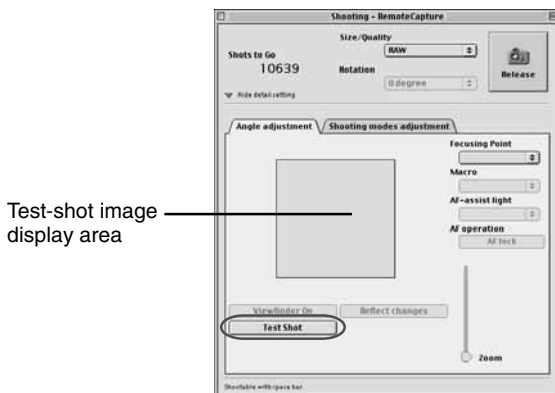 Shooting - RemoteCapture
Size/Quality
RAW
Shots to Go
10639
Rotation
0 degree
Release
Hide detail setting
Angle adjustment
Shooting modes adjustment
Focusing Point
Macro
AF-assist light
AF operation
AF lock
Test-shot image
display area
Viewfinder On
Reflect changes
Test Shot
Zoom
Shootable with space bar.